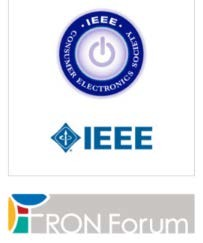 · IEEE ·
CONSUMER ELECTRONICS SOCIETY
IEEE
TRON Forum